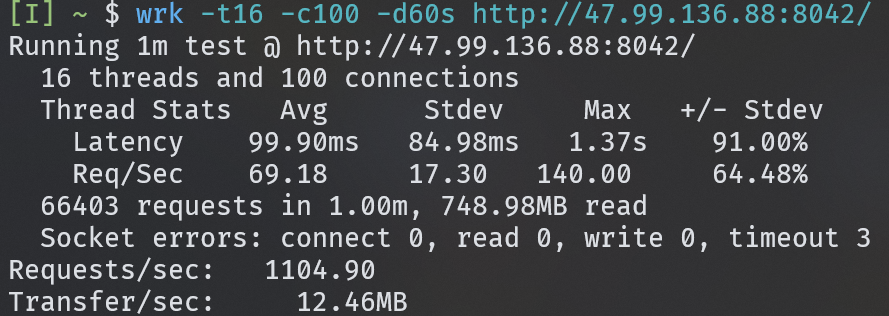 [I] ~ $ wrk -t16 -c100 -d60s http://47.99.136.88:8042/
Running 1m test @ http://47.99.136.88:8042/
  16 threads and 100 connections
  Thread Stats   Avg      Stdev     Max   +/- Stdev
    Latency    99.90ms   84.98ms   1.37s    91.00%
    Req/Sec    69.18     17.30   140.00     64.48%
  66403 requests in 1.00m, 748.98MB read
  Socket errors: connect 0, read 0, write 0, timeout 3
Requests/sec:   1104.90
Transfer/sec:     12.46MB